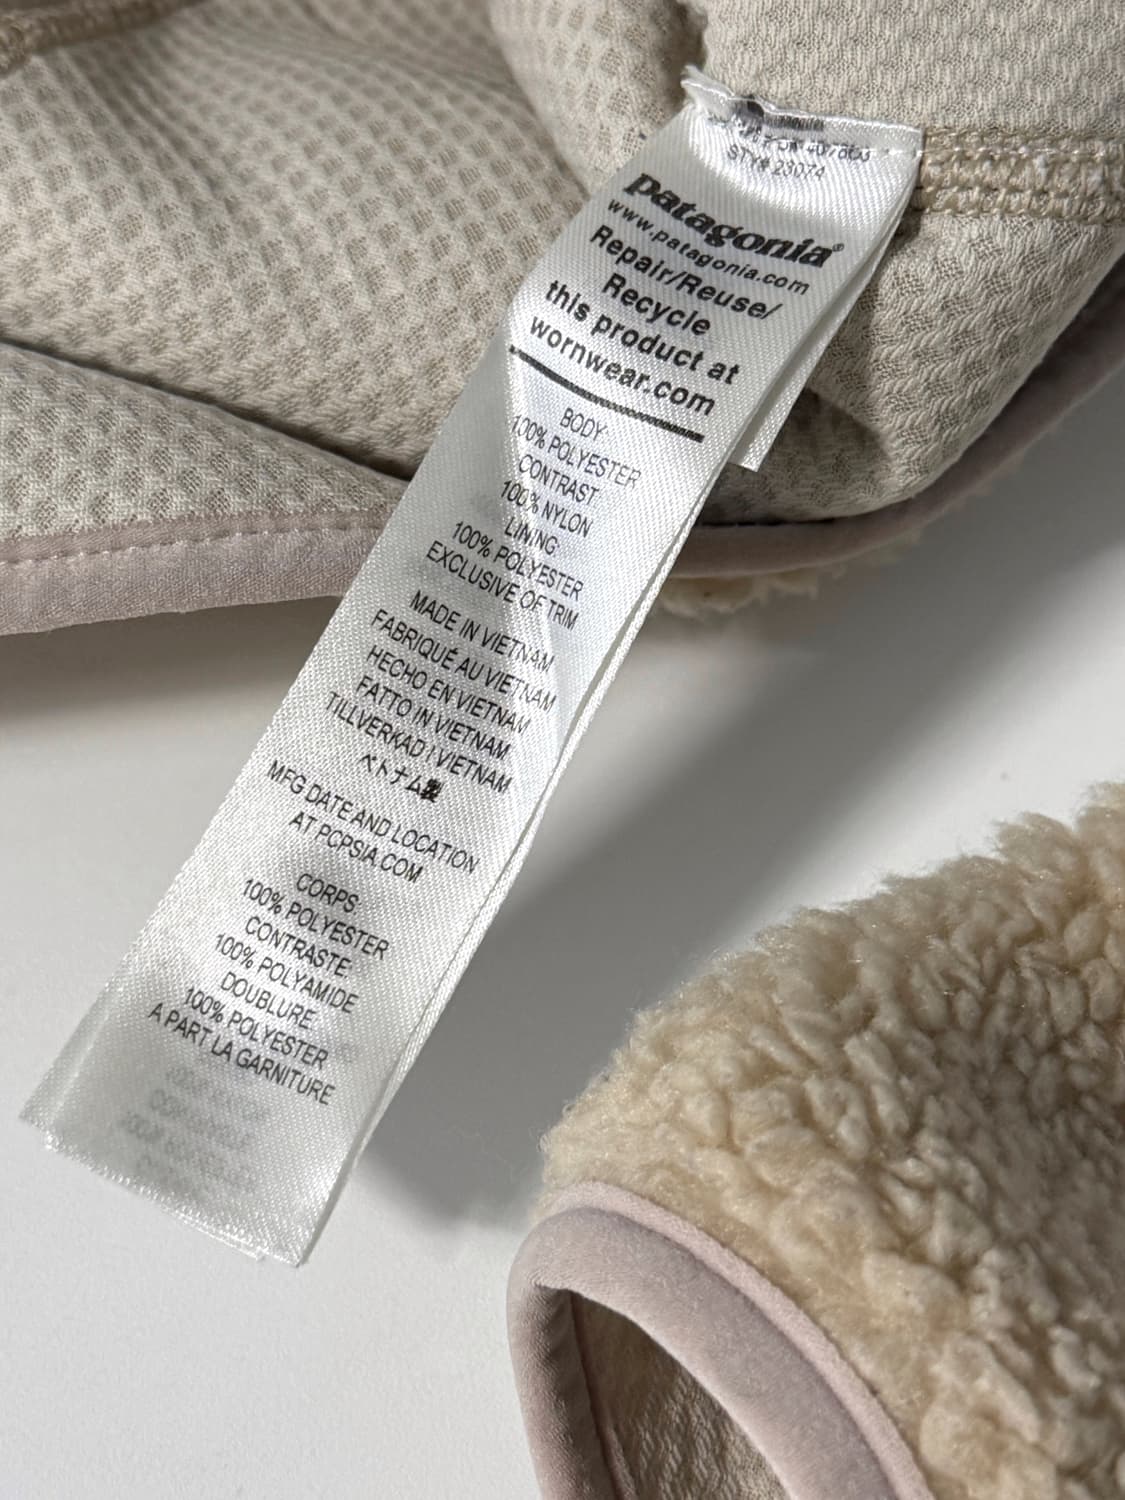 STY# 23074
patagonia®
www.patagonia.com
Repair/Reuse/
Recycle
this product at
wornwear.com
BODY:
100% POLYESTER
CONTRAST
100% NYLON
LINING
100% POLYESTER
EXCLUSIVE OF TRIM
MADE IN VIETNAM
FABRIQUÉ AU VIETNAM
HECHO EN VIETNAM
FATTO IN VIETNAM
TILLVERKAD I VIETNAM
ベトナム製
MFG DATE AND LOCATION
AT PCPSIA.COM
CORPS:
100% POLYESTER
CONTRASTE:
100% POLYAMIDE
DOUBLURE
100% POLYESTER
A PART LA GARNITURE